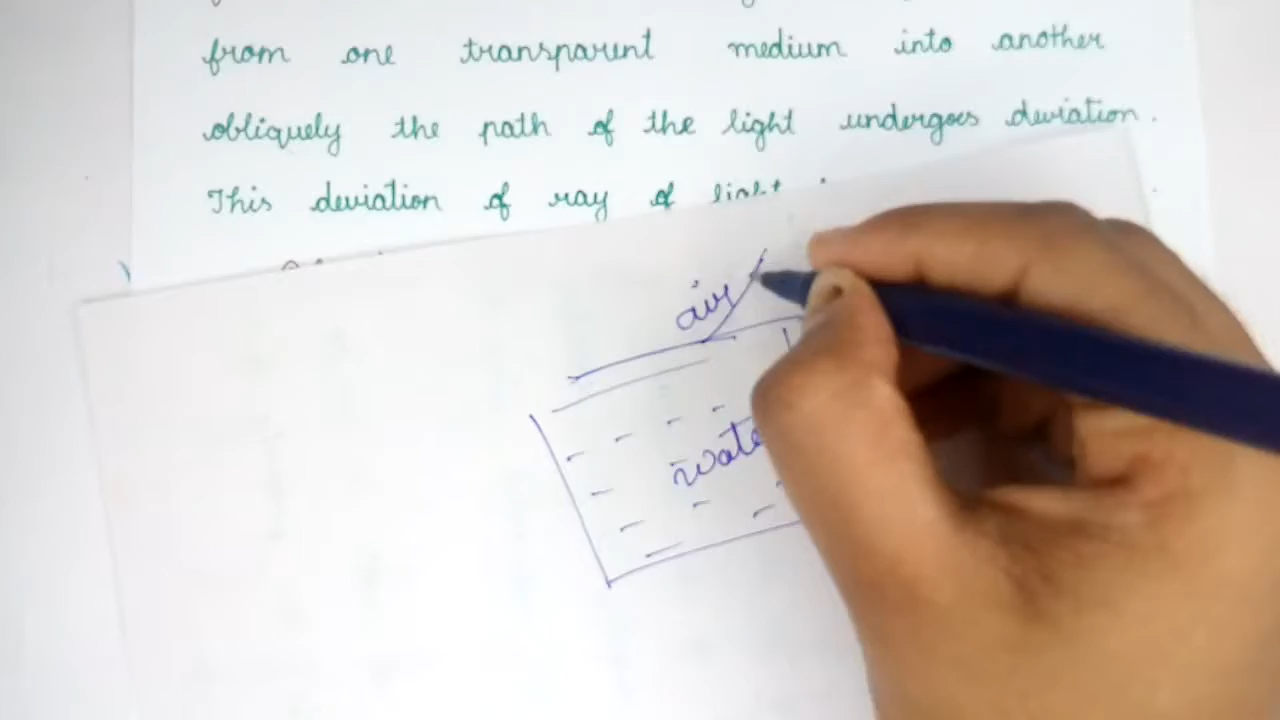 from one transparent medium into another
obliquely the path of the light undergoes deviation.
This deviation of ray of light
air